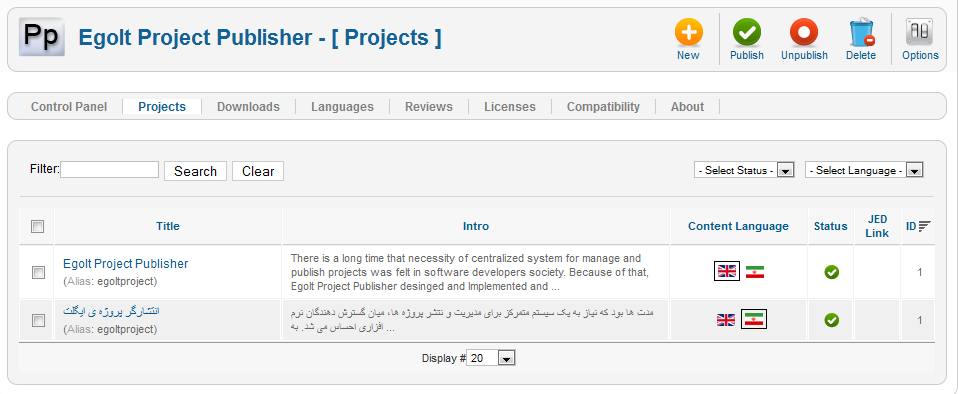 Pp Egolt Project Publisher - [ Projects ]
New Publish Unpublish Delete Options
Control Panel Projects Downloads Languages Reviews Licenses Compatibility About
Filter: Search Clear - Select Status - - Select Language -
Title Intro Content Language Status JED Link ID
Egolt Project Publisher
(Alias: egoltproject)
There is a long time that necessity of centralized system for manage and
publish projects was felt in software developers society. Because of that,
Egolt Project Publisher desinged and Implemented and ...
1
انتشارگر پروژه ی ایگلت
(Alias: egoltproject)
مدت ها بود که نیاز به یک سیستم متمرکز برای مدیریت و نتشر پروژه ها، میان گسترش دهندگان نرم
افزاری احساس می شد. به ...
1
Display # 20